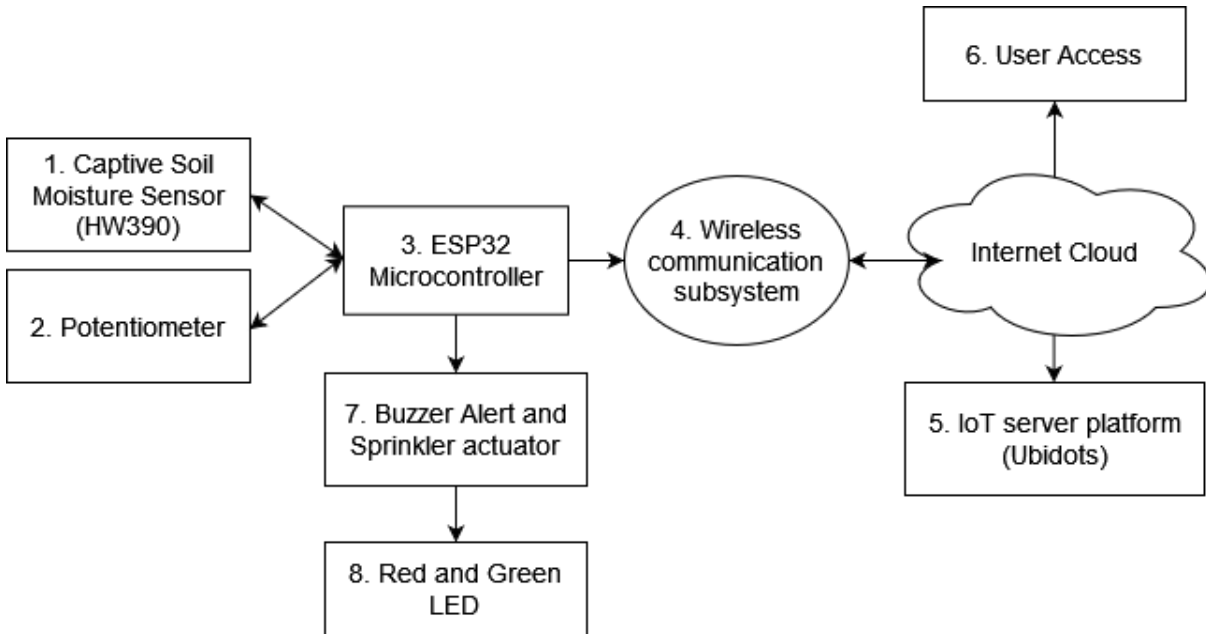 1. Captive Soil
Moisture Sensor
(HW390)
2. Potentiometer
3. ESP32
Microcontroller
4. Wireless
communication
subsystem
Internet Cloud
5. IoT server platform
(Ubidots)
6. User Access
7. Buzzer Alert and
Sprinkler actuator
8. Red and Green
LED